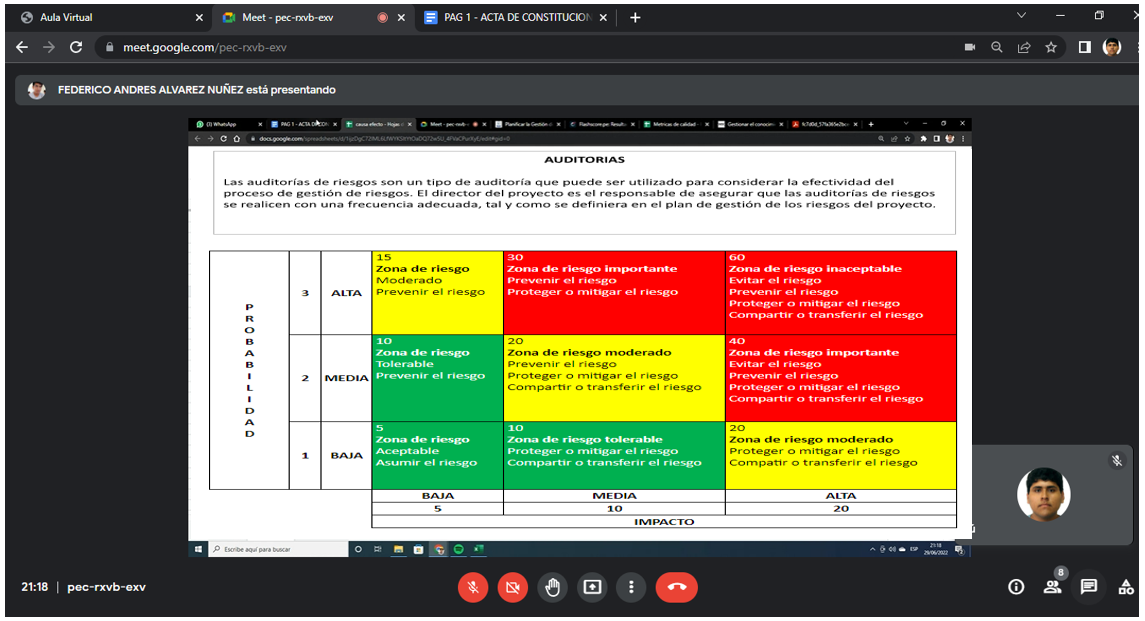 Aula Virtual
Meet - pec-rxvb-exv
PAG 1 - ACTA DE CONSTITUCION
meet.google.com/pec-rxvb-exv
FEDERICO ANDRES ALVAREZ NUÑEZ está presentando
(3) WhatsApp
PAG 1 - ACTA DE CON
causa efecto - Hojas
Meet - pec-rxvb
Planificar la Gestión
Flashscore.pe: Result
Metricas de calidad
Gestionar el conocim
AUDITORIAS
Las auditorías de riesgos son un tipo de auditoría que puede ser utilizado para considerar la efectividad del
proceso de gestión de riesgos. El director del proyecto es el responsable de asegurar que las auditorías de riesgos
se realicen con una frecuencia adecuada, tal y como se definiera en el plan de gestión de los riesgos del proyecto.
PROBABILIDAD
3
ALTA
15
Zona de riesgo
Moderado
Prevenir el riesgo
30
Zona de riesgo importante
Prevenir el riesgo
Proteger o mitigar el riesgo
60
Zona de riesgo inaceptable
Evitar el riesgo
Prevenir el riesgo
Proteger o mitigar el riesgo
Compartir o transferir el riesgo
2
MEDIA
10
Zona de riesgo
Tolerable
Prevenir el riesgo
20
Zona de riesgo moderado
Prevenir el riesgo
Proteger o mitigar el riesgo
Compartir o transferir el riesgo
40
Zona de riesgo importante
Evitar el riesgo
Prevenir el riesgo
Proteger o mitigar el riesgo
Compartir o transferir el riesgo
1
BAJA
5
Zona de riesgo
Aceptable
Asumir el riesgo
10
Zona de riesgo tolerable
Proteger o mitigar el riesgo
Compartir o transferir el riesgo
20
Zona de riesgo moderado
Proteger o mitigar el riesgo
Compatir o transferir el riesgo
BAJA
MEDIA
ALTA
5
10
20
IMPACTO
Escribe aquí para buscar
ESP
21:18
29/06/2022
21:18 | pec-rxvb-exv
8